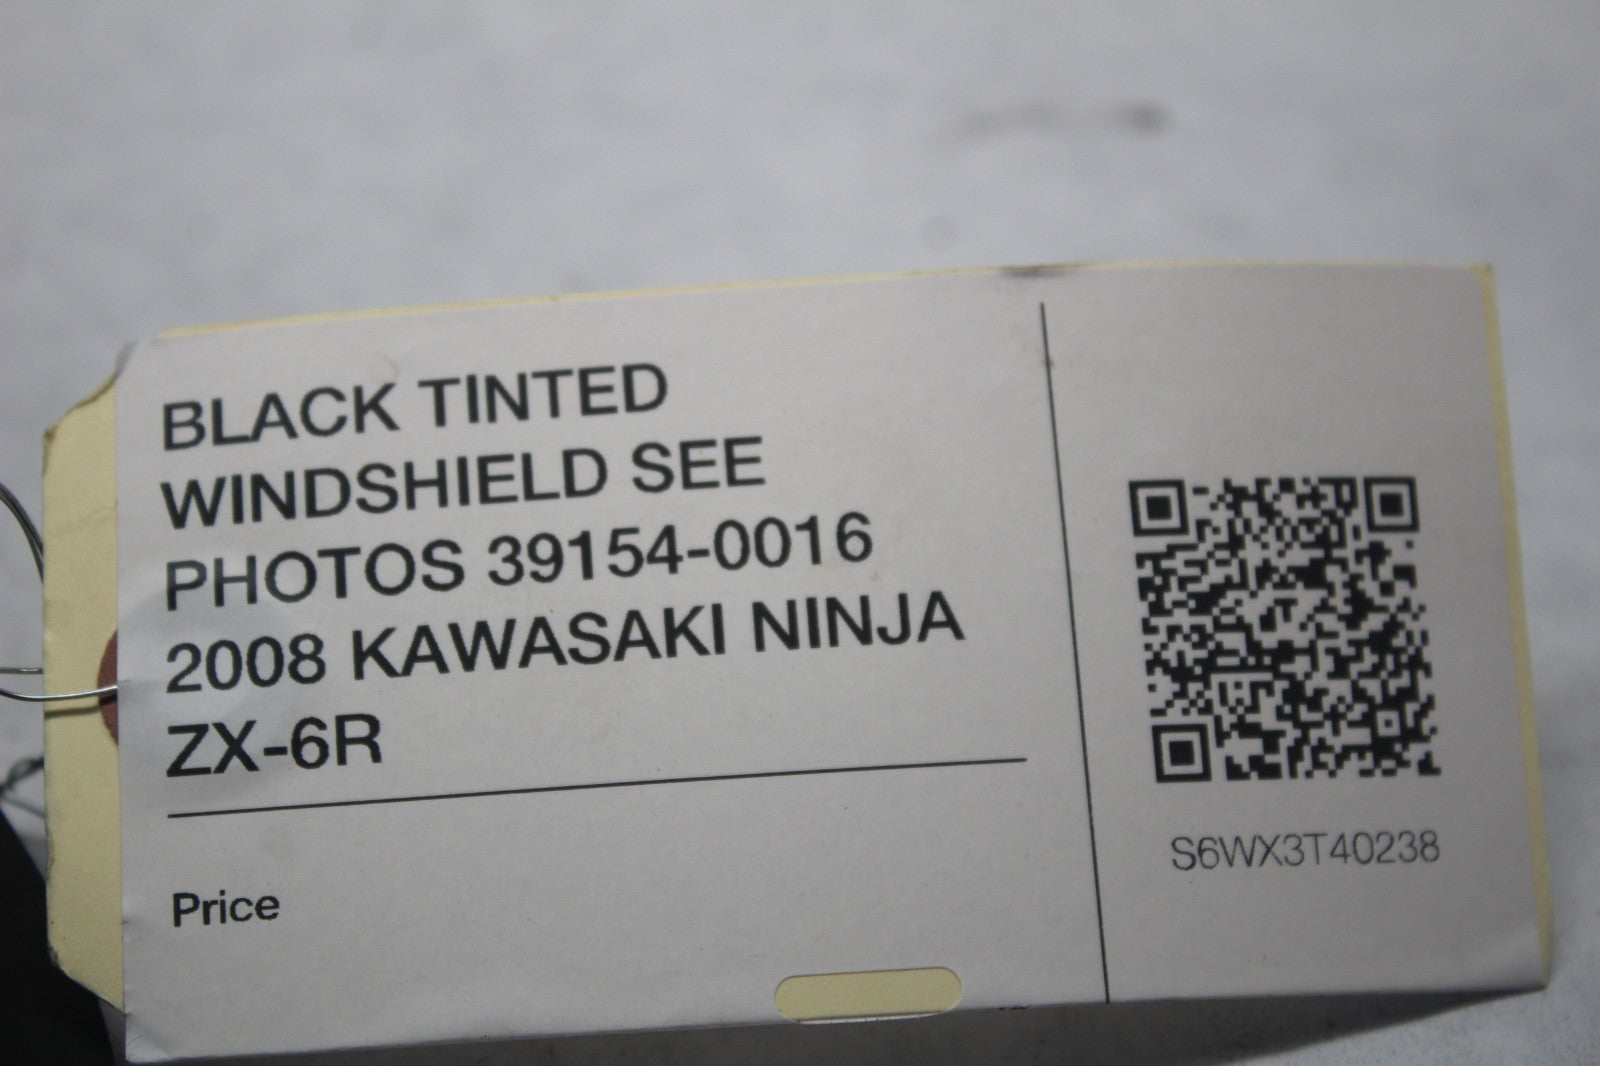 BLACK TINTED
WINDSHIELD SEE
PHOTOS 39154-0016
2008 KAWASAKI NINJA
ZX-6R
Price
S6WX3T40238